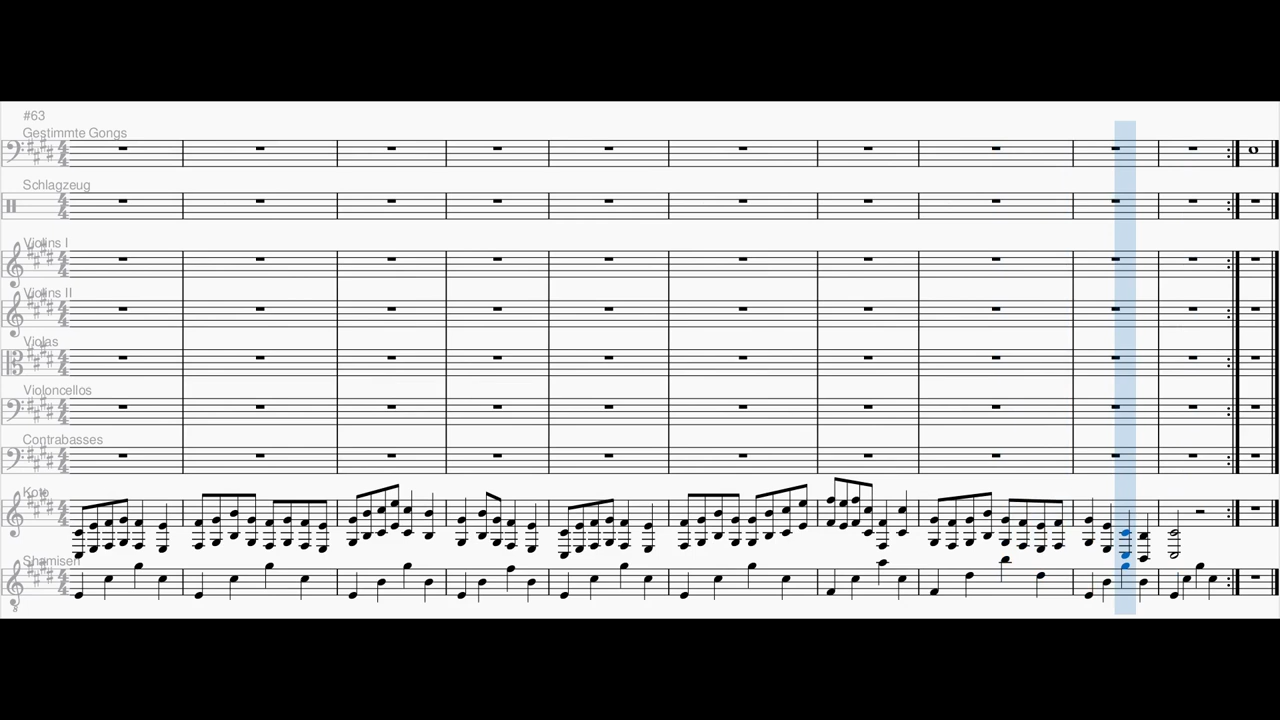 #63
Gestimmte Gongs
Schlagzeug
Violins I
Violins II
Violas
Violoncellos
Contrabasses
Koto
Shamisen